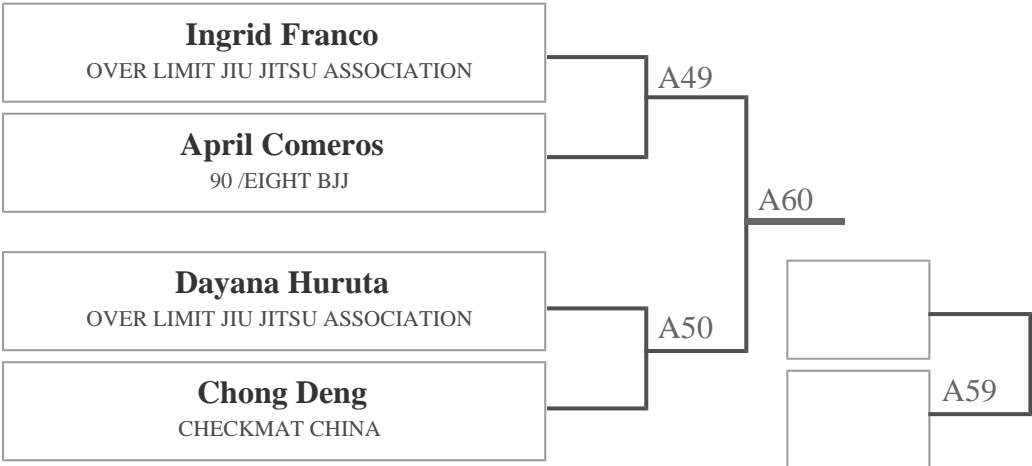 Ingrid Franco
OVER LIMIT JIU JITSU ASSOCIATION
A49
April Comeros
90 /EIGHT BJJ
A60
Dayana Huruta
OVER LIMIT JIU JITSU ASSOCIATION
A50
Chong Deng
CHECKMAT CHINA
A59